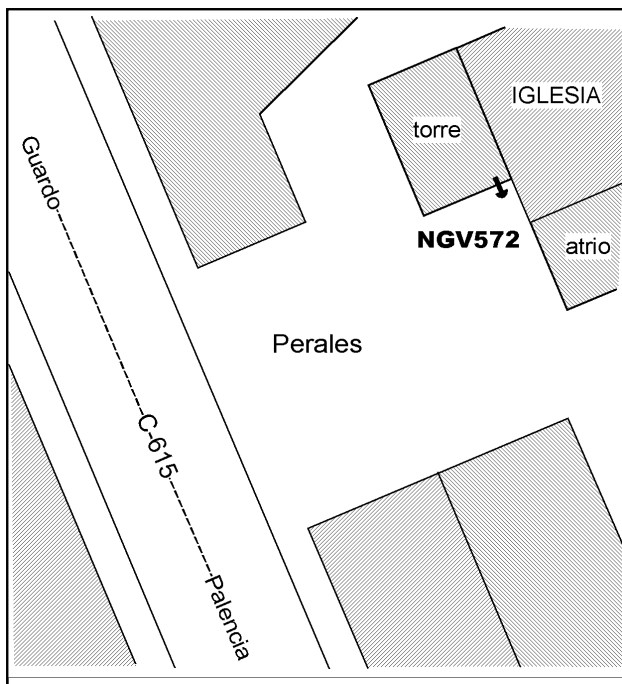 IGLESIA
torre
NGV572
atrio
Guardo
Perales
C-615
Palencia